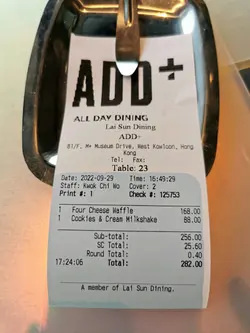 ADD+
ALL DAY DINING
Lai Sun Dining
ADD+
B1/F, M+ Museum Drive, West Kowloon, Hong
Kong
Tel: Fax:
Table: 23
Date: 2022-09-29 Time: 16:49:29
Staff: Kwok Chi Wo Cover: 2
Print #: 1 Check #: 125753
1 Four Cheese Waffle 168.00
1 Cookies & Cream Milkshake 88.00
Sub-total: 256.00
SC Total: 25.60
Round Total: 0.40
17:24:06 Total: 282.00
A member of Lai Sun Dining.